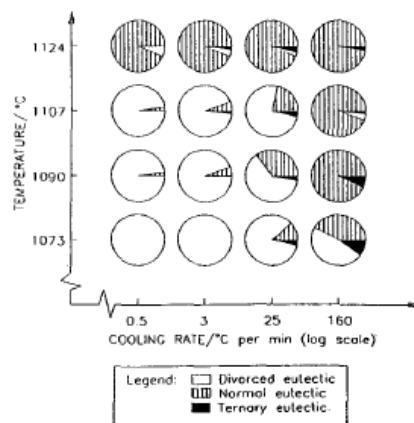 TEMPERATURE/°C
1124
1107
1090
1073
0.5 3 25 160
COOLING RATE/°C per min (log scale)
Legend: Divorced eutectic
Normal eutectic
Ternary eutectic.